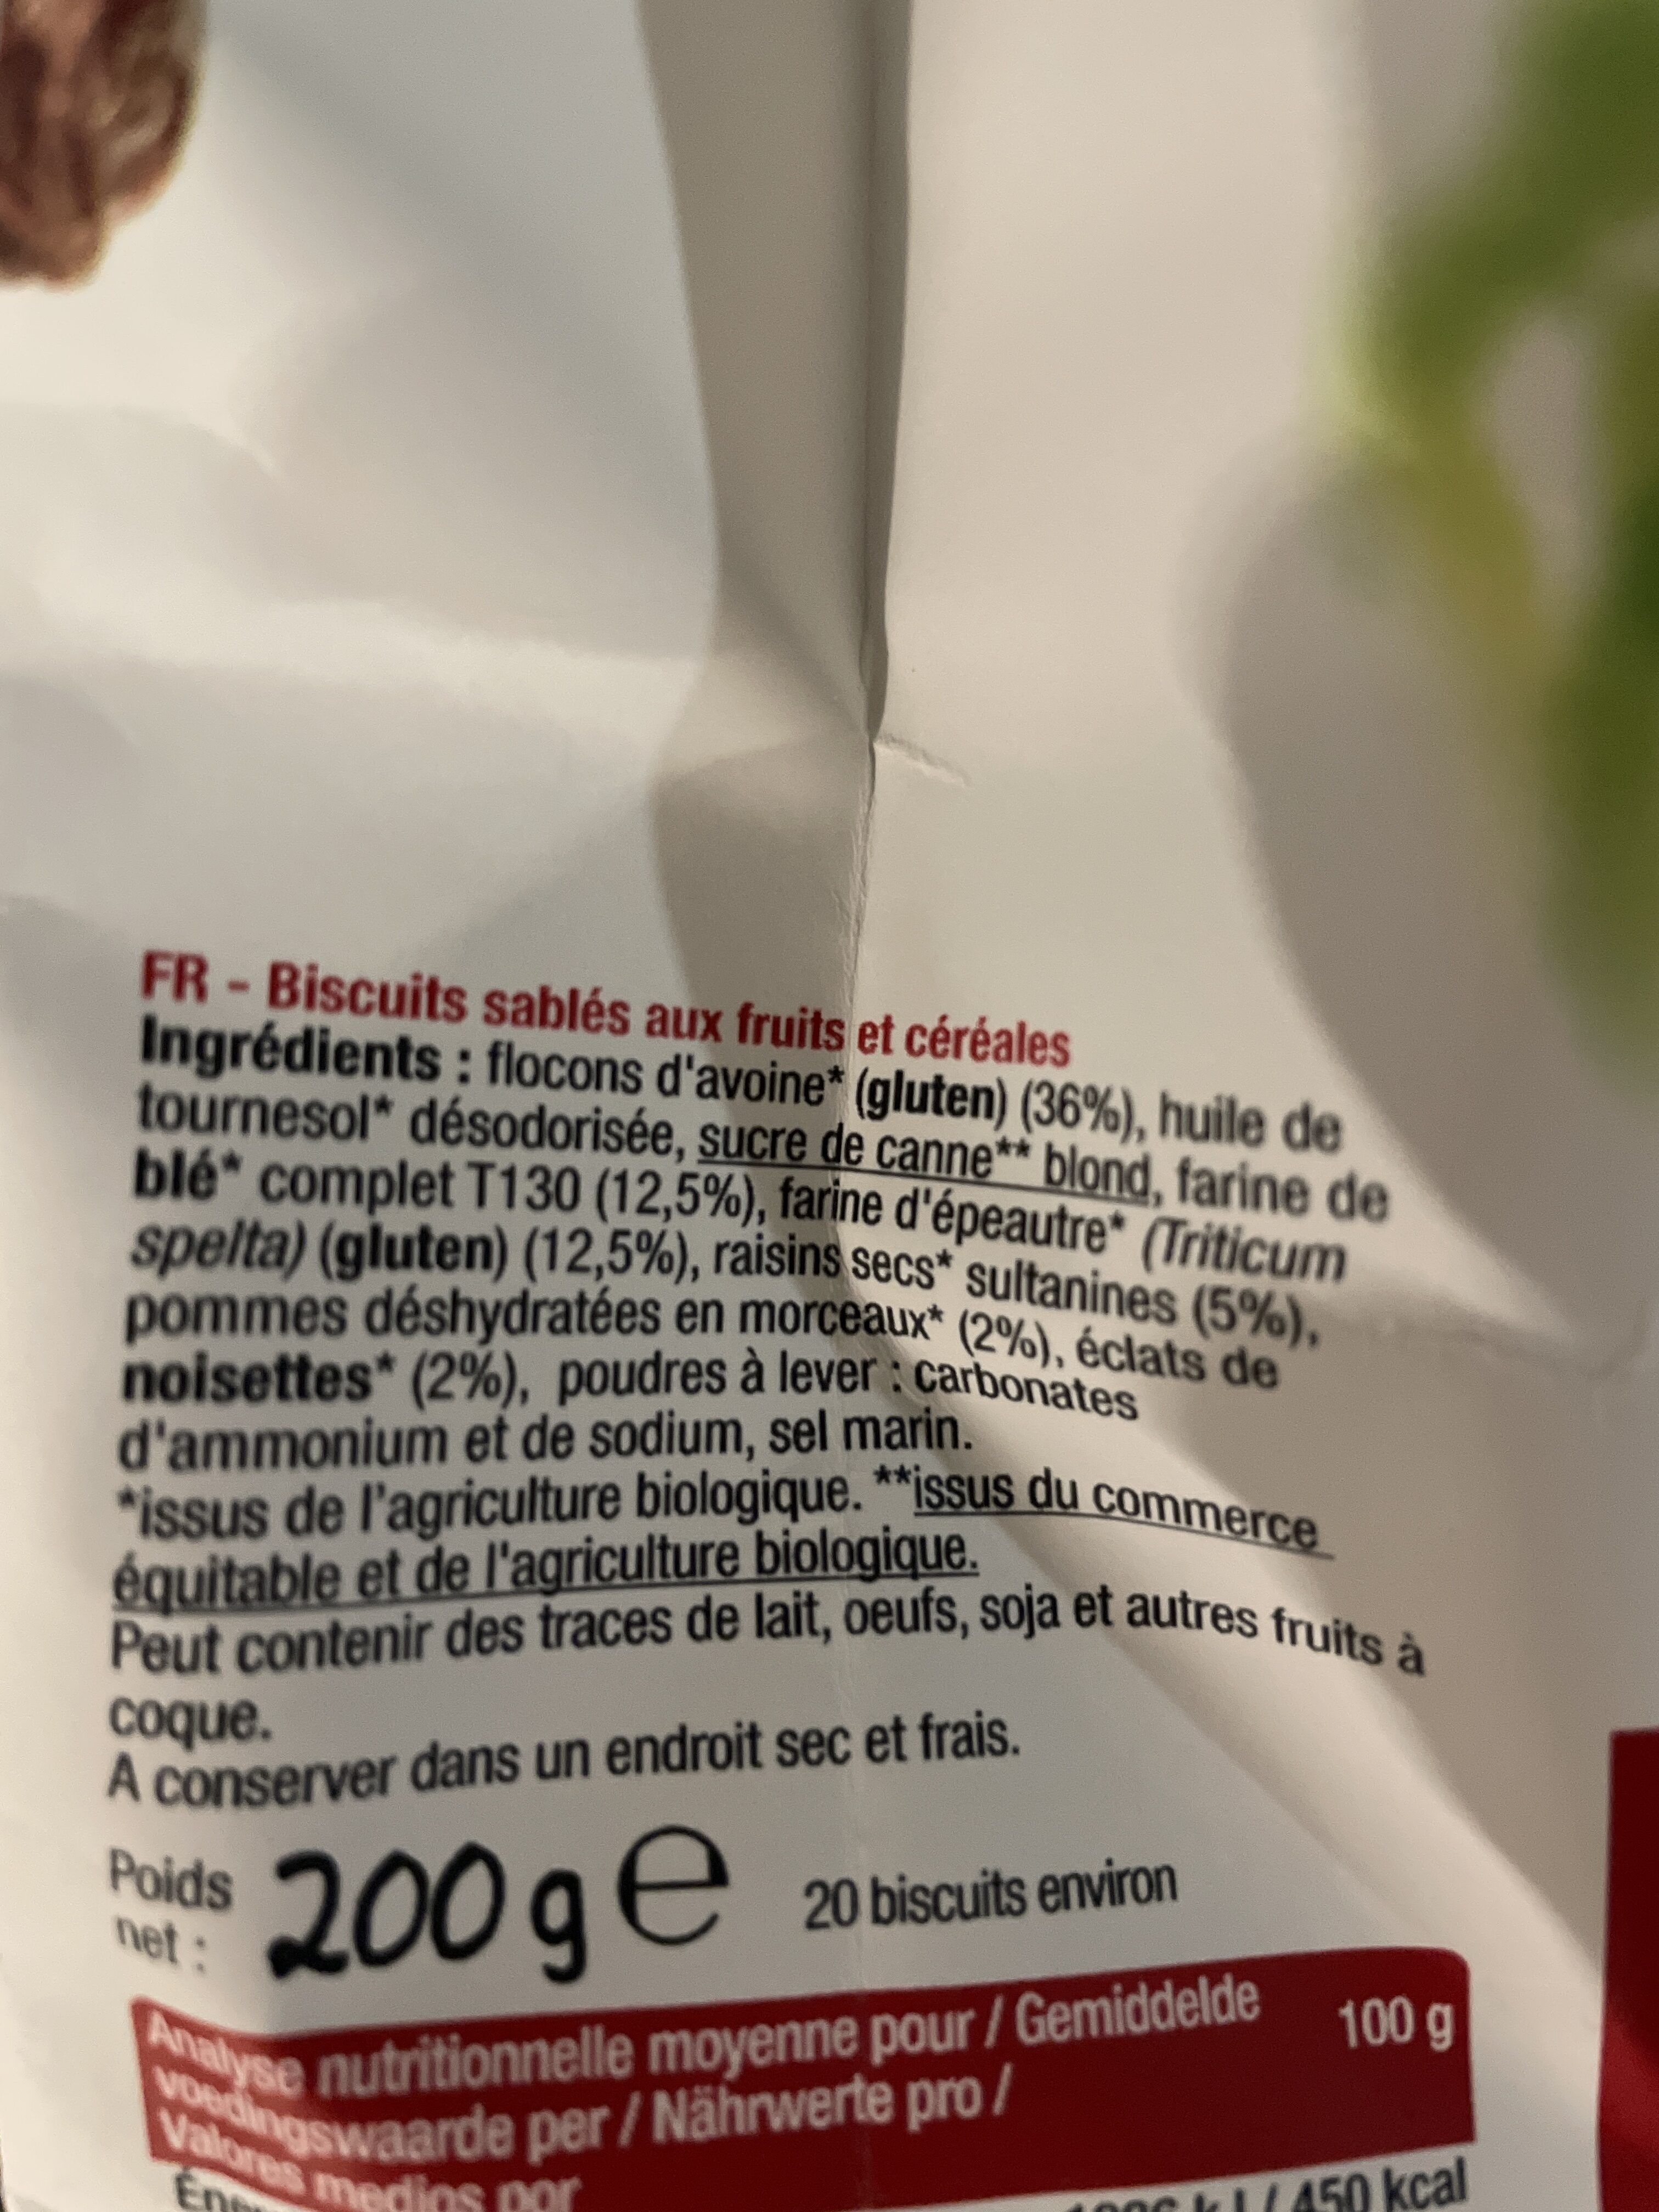 FR - Biscuits sablés aux fruits et céréales
Ingrédients : flocons d'avoine* (gluten) (36%), huile de
tournesol* désodorisée, sucre de canne** blond, farine de
blé* complet T130 (12,5%), farine d'épeautre* (Triticum
spelta) (gluten) (12,5%), raisins secs* sultanines (5%),
pommes déshydratées en morceaux* (2%), éclats de
noisettes* (2%), poudres à lever : carbonates
d'ammonium et de sodium, sel marin.
*issus de l'agriculture biologique. **issus du commerce
équitable et de l'agriculture biologique.
Peut contenir des traces de lait, oeufs, soja et autres fruits à
coque.
A conserver dans un endroit sec et frais.
Poids
net : 200 g e 20 biscuits environ
Analyse nutritionnelle moyenne pour / Gemiddelde 100 g
voedingswaarde per / Nährwerte pro /
Valores medios por
/ 450 kcal